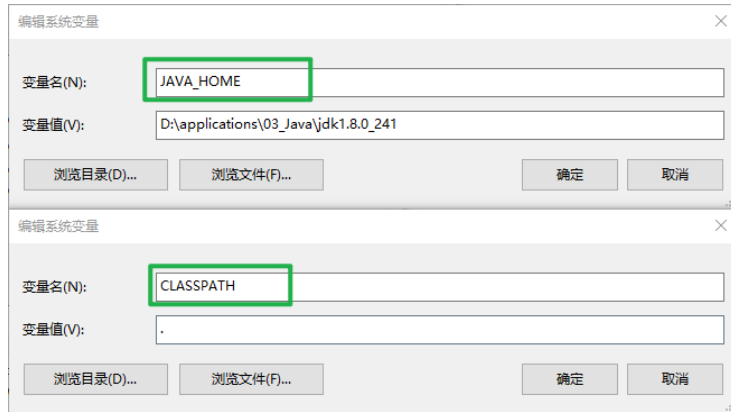 编辑系统变量
变量名(N): JAVA_HOME
变量值(V): D:\applications\03_Java\jdk1.8.0_241
浏览目录(D)... 浏览文件(F)... 确定 取消
编辑系统变量
变量名(N): CLASSPATH
变量值(V): .
浏览目录(D)... 浏览文件(F)... 确定 取消